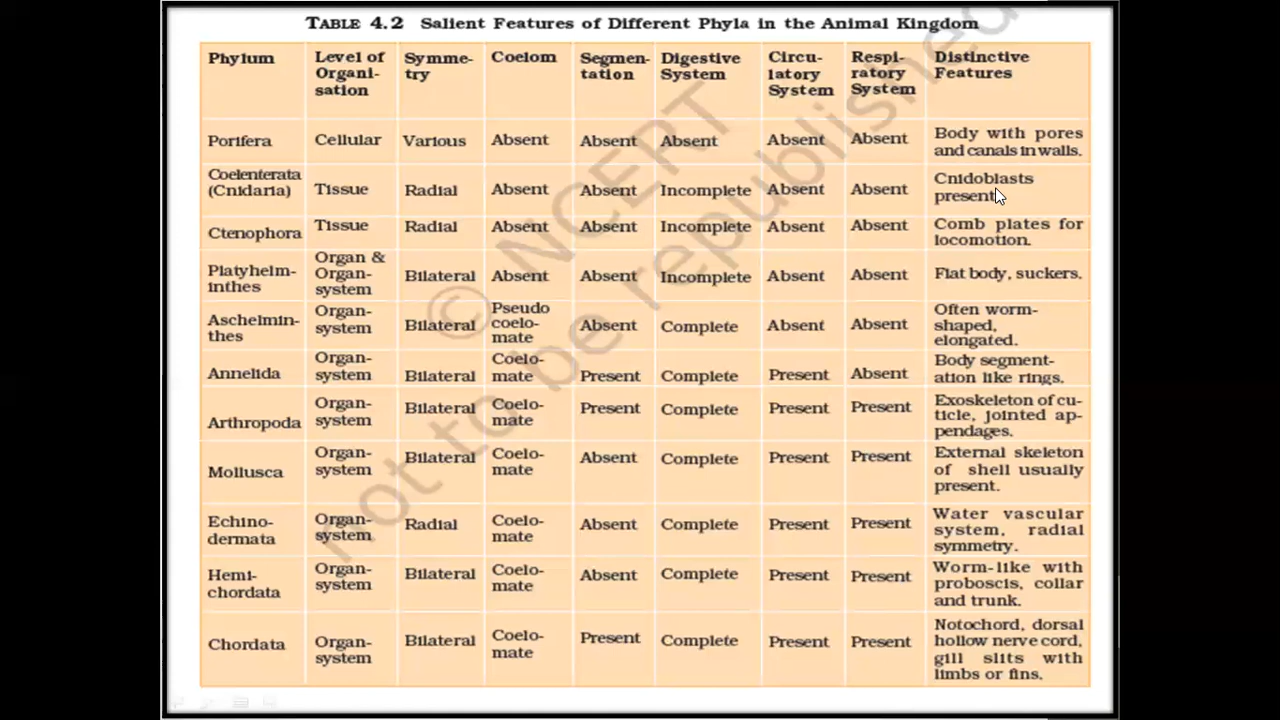 TABLE 4.2 Salient Features of Different Phyla in the Animal Kingdom
Phylum
Level of
Organi-
sation
Symme-
try
Coelom
Segmen-
tation
Digestive
System
Circu-
latory
System
Respi-
ratory
System
Distinctive
Features
Porifera
Cellular
Various
Absent
Absent
Absent
Absent
Absent
Body with pores
and canals in walls.
Coelenterata
(Cnidaria)
Tissue
Radial
Absent
Absent
Incomplete
Absent
Absent
Cnidoblasts
present
Ctenophora
Tissue
Radial
Absent
Absent
Incomplete
Absent
Absent
Comb plates for
locomotion.
Platyhelm-
inthes
Organ &
Organ-
system
Bilateral
Absent
Absent
Incomplete
Absent
Absent
Flat body, suckers.
Aschelmin-
thes
Organ-
system
Bilateral
Pseudo
coelo-
mate
Absent
Complete
Absent
Absent
Often worm-
shaped,
elongated.
Annelida
Organ-
system
Bilateral
Coelo-
mate
Present
Complete
Present
Absent
Body segment-
ation like rings.
Arthropoda
Organ-
system
Bilateral
Coelo-
mate
Present
Complete
Present
Present
Exoskeleton of cu-
ticle, jointed ap-
pendages.
Mollusca
Organ-
system
Bilateral
Coelo-
mate
Absent
Complete
Present
Present
External skeleton
of shell usually
present.
Echino-
dermata
Organ-
system
Radial
Coelo-
mate
Absent
Complete
Present
Present
Water vascular
system, radial
symmetry.
Hemi-
chordata
Organ-
system
Bilateral
Coelo-
mate
Absent
Complete
Present
Present
Worm-like with
proboscis, collar
and trunk.
Chordata
Organ-
system
Bilateral
Coelo-
mate
Present
Complete
Present
Present
Notochord, dorsal
hollow nerve cord,
gill slits with
limbs or fins.
© NCERT
not to be republished